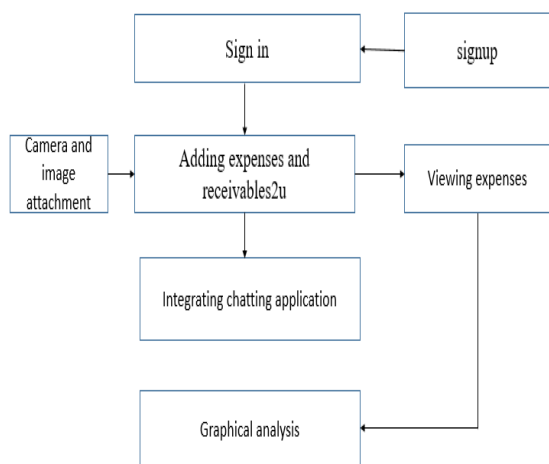 Sign in
signup
Camera and
image
attachment
Adding expenses and
receivables2u
Viewing expenses
Integrating chatting application
Graphical analysis